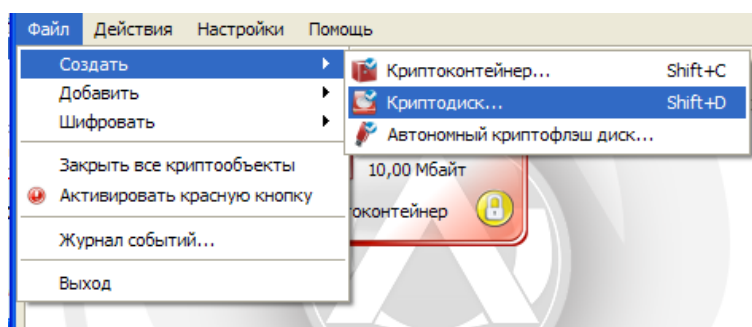 Файл Действия Настройки Помощь
Создать
Криптоконтейнер... Shift+C
Добавить
Криптодиск... Shift+D
Шифровать
Автономный криптофлэш диск...
Закрыть все криптообъекты
10,00 Мбайт
Активировать красную кнопку
токонтейнер
Журнал событий...
Выход